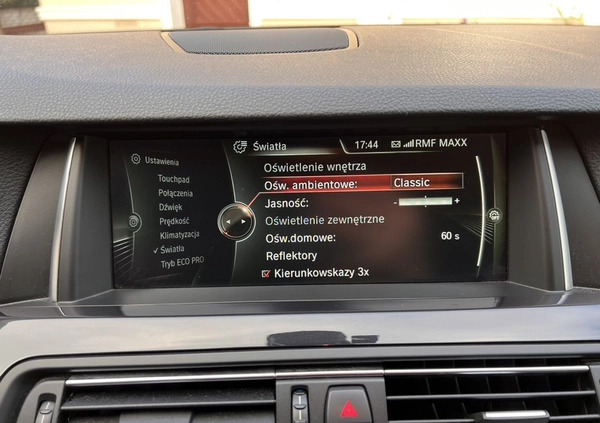 Światła 17:44 RMF MAXX
Ustawienia
Touchpad
Połączenia
Dźwięk
Prędkość
Klimatyzacja
Światła
Tryb ECO PRO
Oświetlenie wnętrza
Ośw. ambientowe: Classic
Jasność: - +
Oświetlenie zewnętrzne
Ośw.domowe: 60 s
Reflektory
Kierunkowskazy 3x